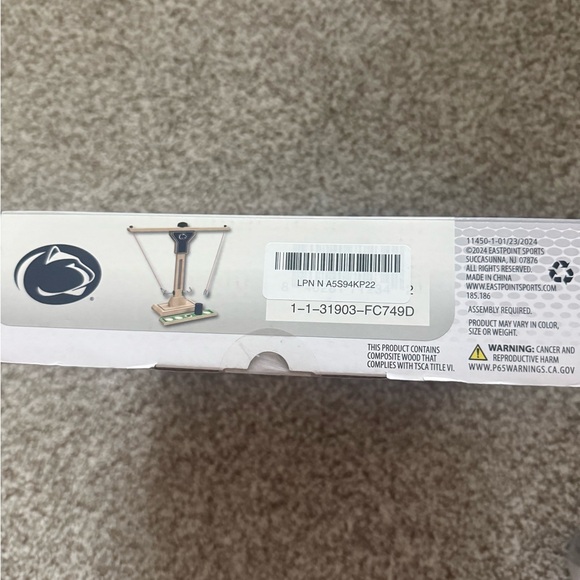 LPN N A5S94KP22
1-1-31903-FC749D
THIS PRODUCT CONTAINS
COMPOSITE WOOD THAT
COMPLIES WITH TSCA TITLE VI.
11450-1-01/23/2024
©2024 EASTPOINT SPORTS
SUCCASUNNA, NJ 07876
ALL RIGHTS RESERVED.
MADE IN CHINA
WWW.EASTPOINTSPORTS.COM
185.186
ASSEMBLY REQUIRED.
PRODUCT MAY VARY IN COLOR,
SIZE OR WEIGHT.
WARNING: CANCER AND
REPRODUCTIVE HARM
WWW.P65WARNINGS.CA.GOV